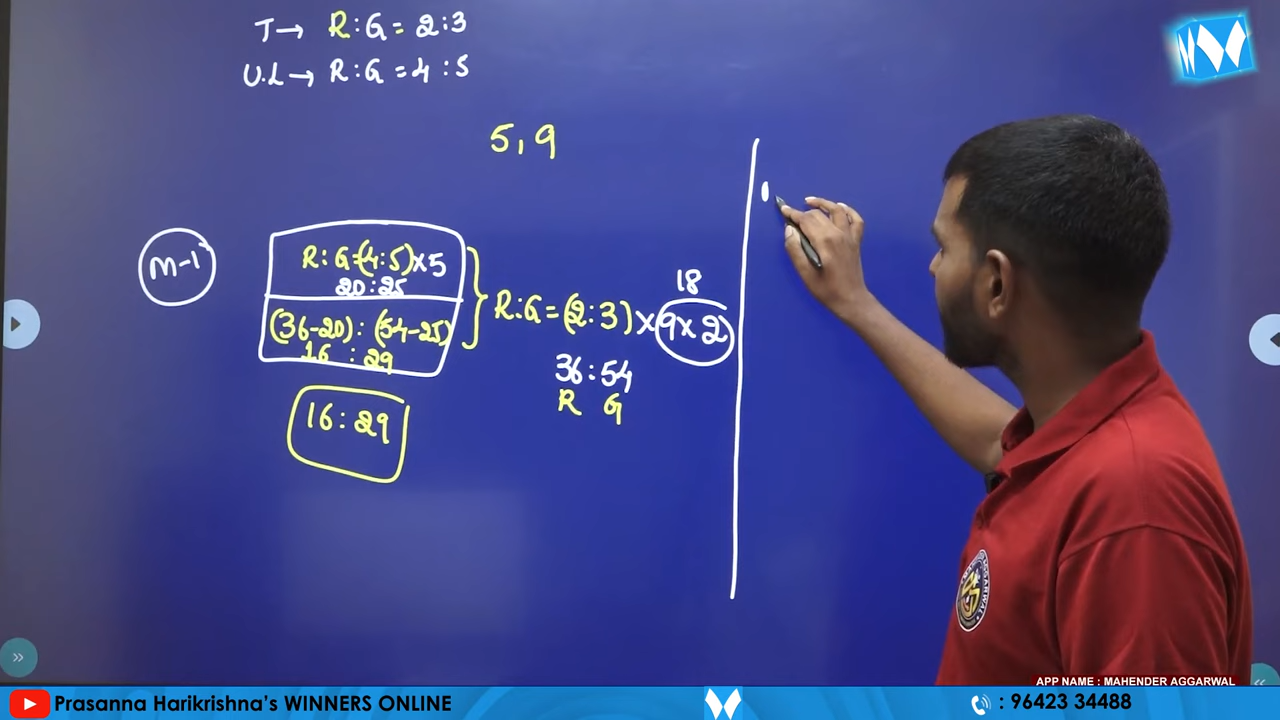 T→ R:G= 2:3
U.L→ R:G=4:5
5,9
M-1
R:G=(4:5)×5
20:25
(36-20):(54-25)
16:29
16:29
R:G=(2:3)×9×2
18
36:54
R G
W
Prasanna Harikrishna's WINNERS ONLINE
APP NAME : MAHENDER AGGARWAL
: 96423 34488